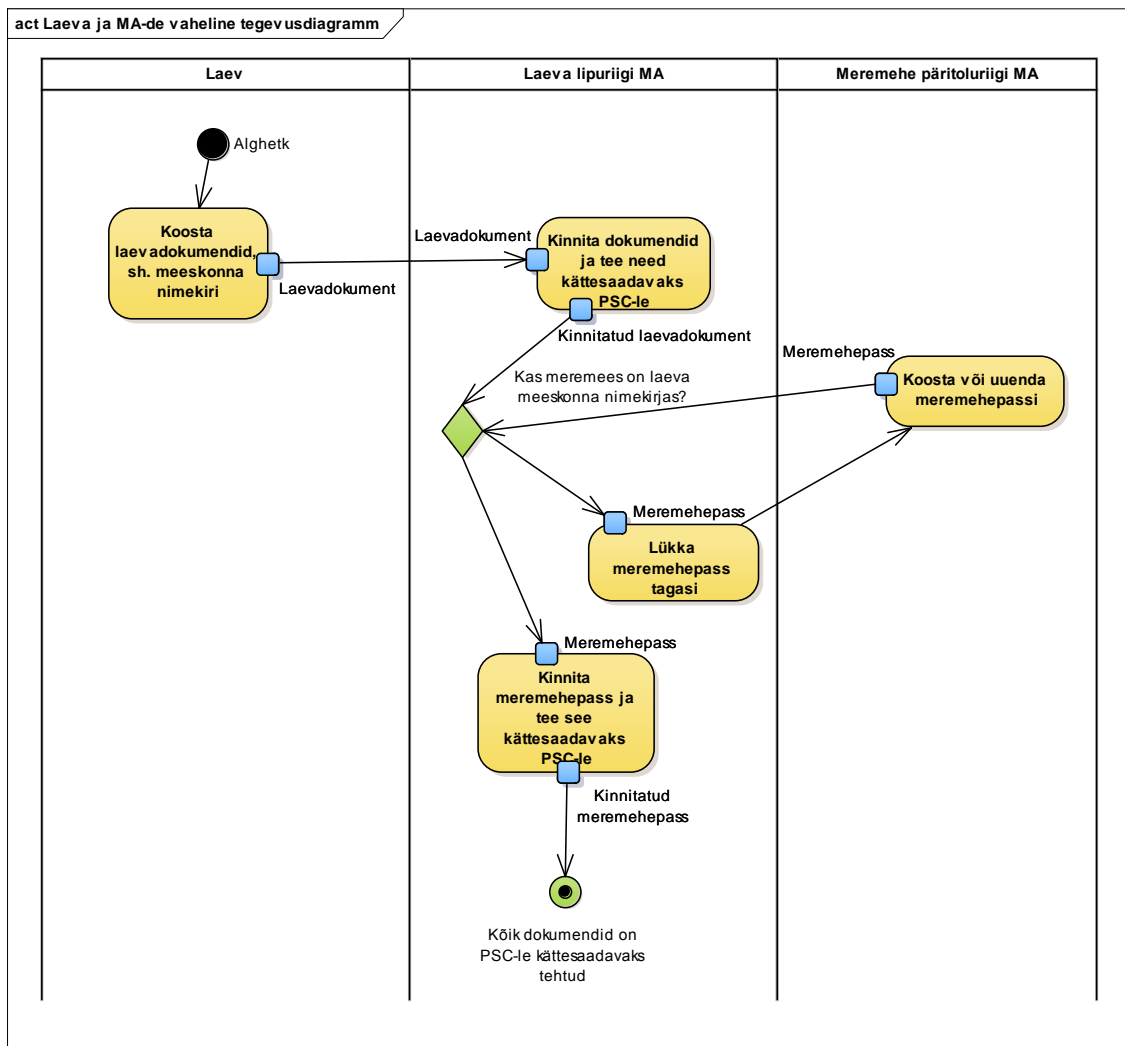 act Laeva ja MA-de vaheline tegevusdiagramm
Laev
Laeva lipuriigi MA
Meremehe päritoluriigi MA
Alghetk
Koosta
laevadokumendid,
sh. meeskonna
nimekiri
Laevadokument
Laevadokument
Kinnita dokumendid
ja tee need
kättesaadavaks
PSC-le
Kinnitatud laevadokument
Meremehepass
Koosta või uuenda
meremehepassi
Kas meremees on laeva
meeskonna nimekirjas?
Meremehepass
Lükka
meremehepass
tagasi
Meremehepass
Kinnita
meremehepass ja
tee see
kättesaadavaks
PSC-le
Kinnitatud
meremehepass
Kõik dokumendid on
PSC-le kättesaadavaks
tehtud